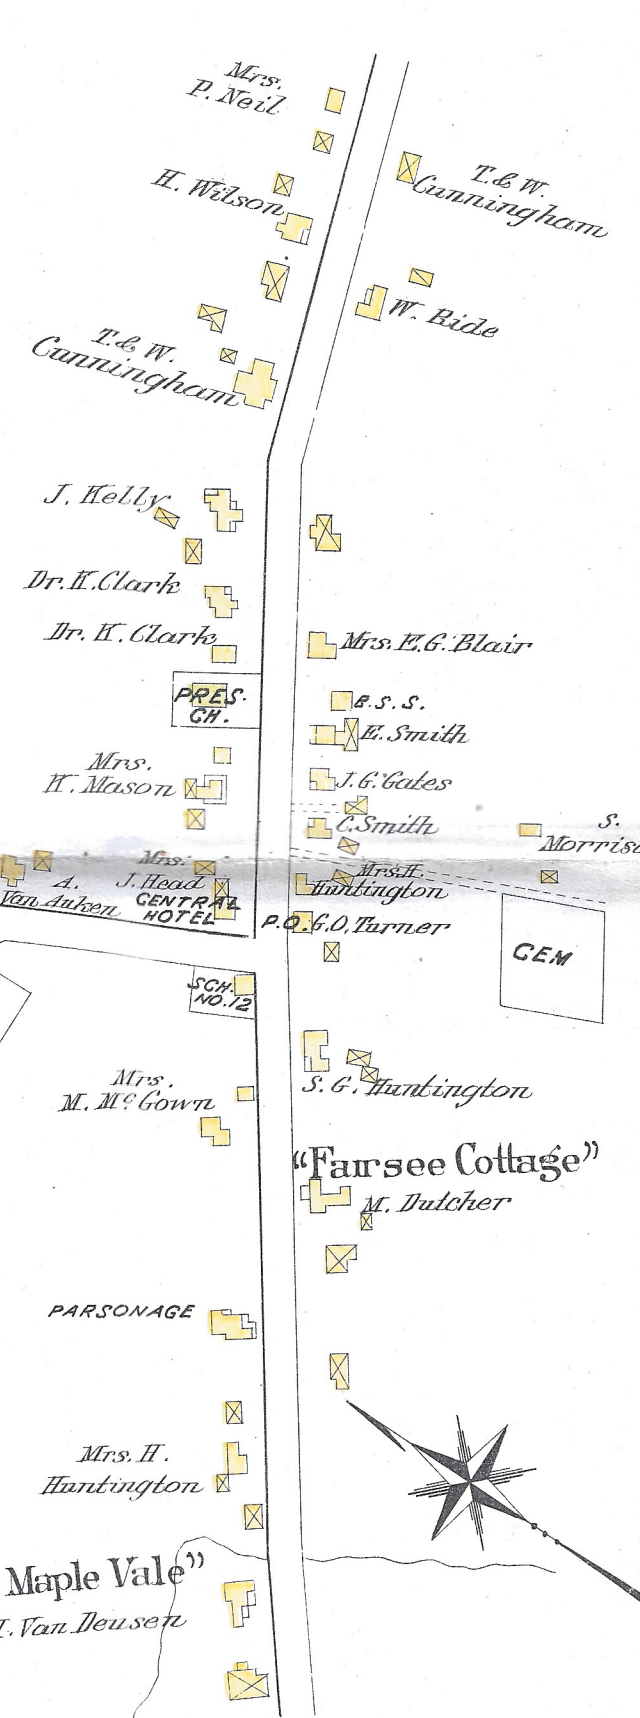 Mrs.
P. Neil
H. Wilson
T. & W.
Cunningham
W. Ride
T. & W.
Cunningham
J. Kelly
Dr. K. Clark
Dr. K. Clark
Mrs. E. G. Blair
PRES.
CH.
B. S. S.
E. Smith
Mrs.
K. Mason
J. G. Gates
C. Smith
S.
Morriso
Mrs.
J. Head
A.
Van Auken
CENTRAL
HOTEL
Mrs. H.
Huntington
P.O. G. O. Turner
CEM
SCH.
NO. 12
S. G. Huntington
Mrs.
M. McGown
"Fairsee Cottage"
M. Dutcher
PARSONAGE
Mrs. H.
Huntington
Maple Vale"
Van Deusen